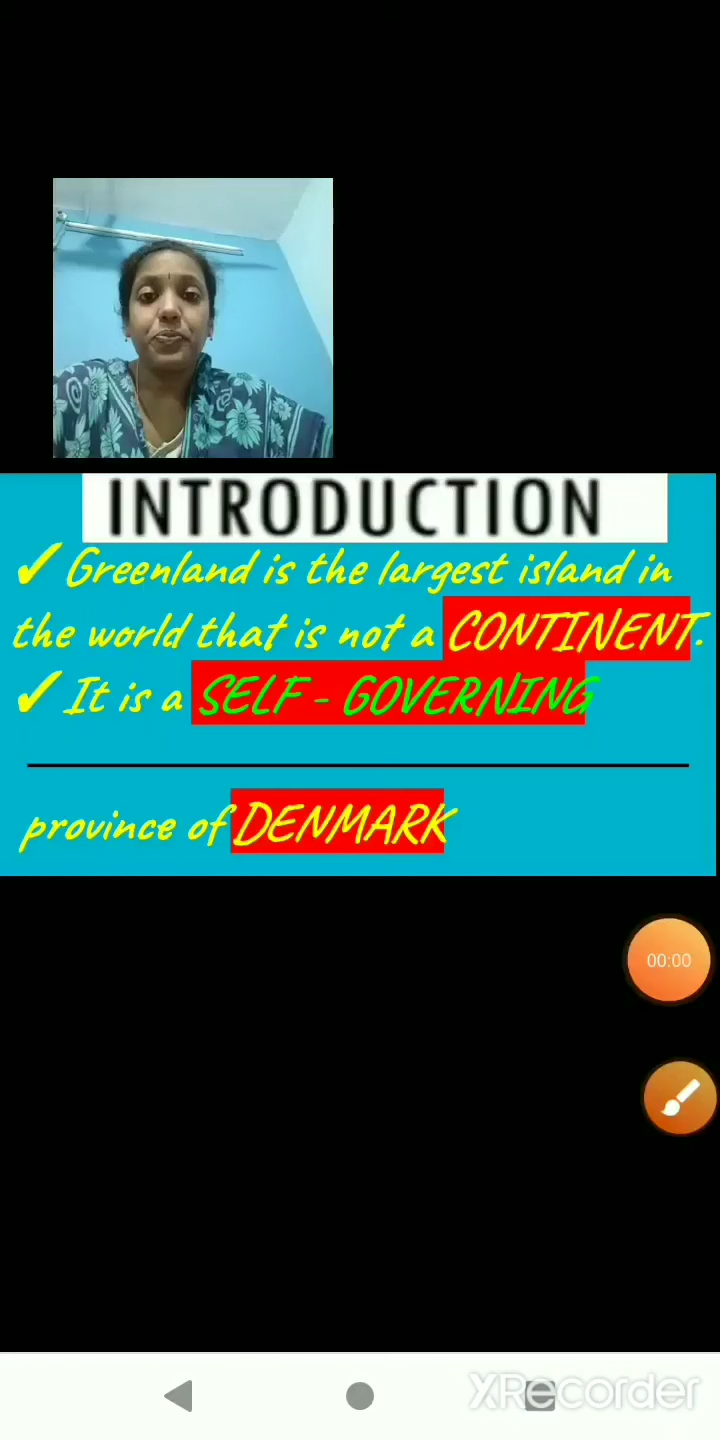 INTRODUCTION
✔ Greenland is the largest island in
the world that is not a CONTINENT.
✔ It is a SELF - GOVERNING
province of DENMARK
00:00
XRecorder